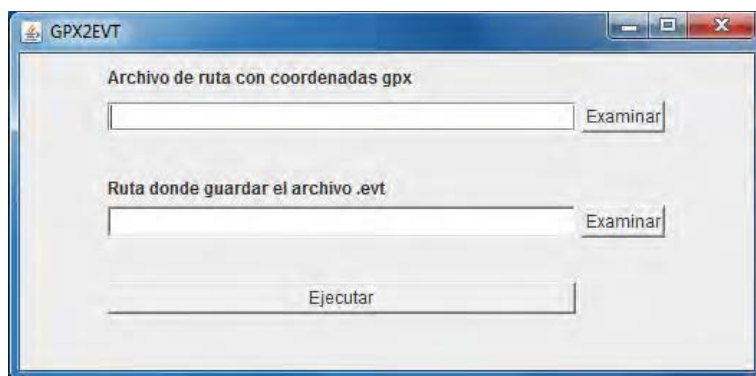 GPX2EVT
Archivo de ruta con coordenadas gpx
Examinar
Ruta donde guardar el archivo .evt
Examinar
Ejecutar